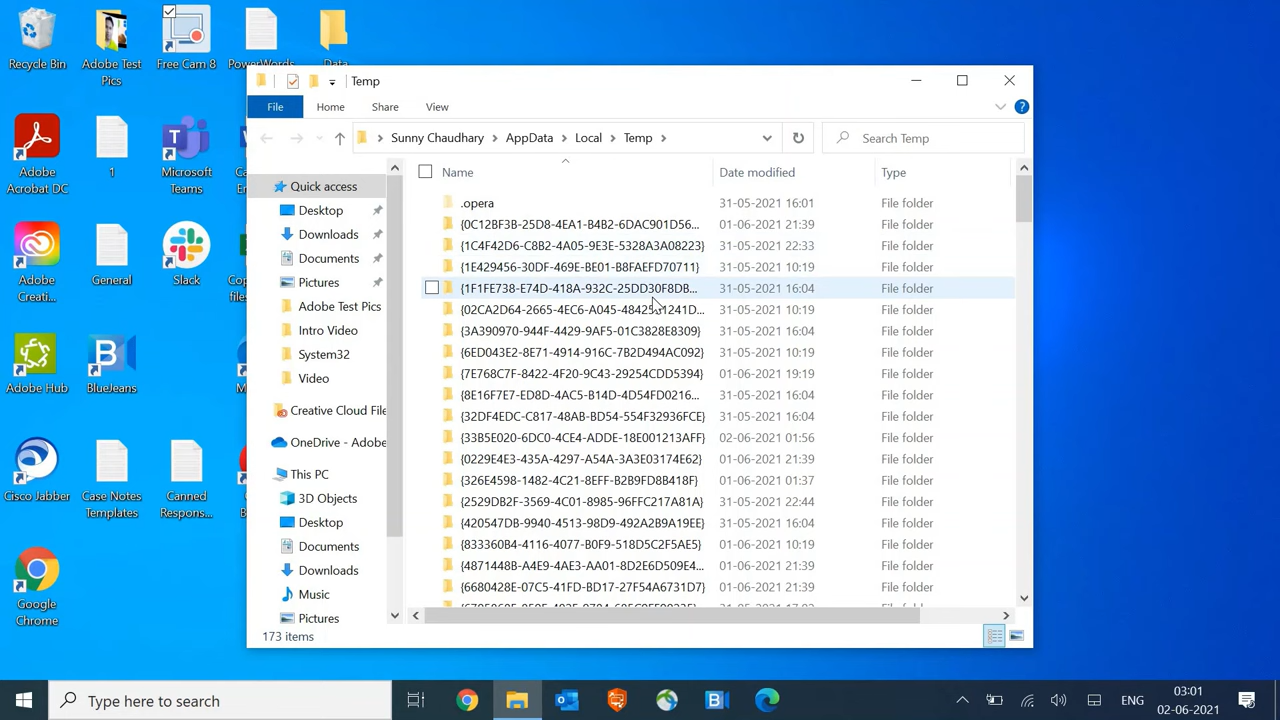 Recycle Bin
Adobe Test
Pics
Free Cam 8
PowerWords
Data
Adobe
Acrobat DC
1
Microsoft
Teams
Adobe
Creati...
General
Slack
Adobe Hub
BlueJeans
Cisco Jabber
Case Notes
Templates
Canned
Respons...
Google
Chrome
Temp
File
Home
Share
View
Sunny Chaudhary
AppData
Local
Temp
Search Temp
Quick access
Desktop
Downloads
Documents
Pictures
Adobe Test Pics
Intro Video
System32
Video
Creative Cloud File
OneDrive - Adobe
This PC
3D Objects
Desktop
Documents
Downloads
Music
Pictures
Name Date modified Type
.opera 31-05-2021 16:01 File folder
{0C12BF3B-25D8-4EA1-B4B2-6DAC901D56... 01-06-2021 21:39 File folder
{1C4F42D6-C8B2-4A05-9E3E-5328A3A08223} 31-05-2021 22:33 File folder
{1E429456-30DF-469E-BE01-B8FAEFD70711} 31-05-2021 10:19 File folder
{1F1FE738-E74D-418A-932C-25DD30F8DB... 31-05-2021 16:04 File folder
{02CA2D64-2665-4EC6-A045-4842 1241D... 31-05-2021 10:19 File folder
{3A390970-944F-4429-9AF5-01C3828E8309} 31-05-2021 16:04 File folder
{6ED043E2-8E71-4914-916C-7B2D494AC092} 31-05-2021 10:19 File folder
{7E768C7F-8422-4F20-9C43-29254CDD5394} 01-06-2021 19:19 File folder
{8E16F7E7-ED8D-4AC5-B14D-4D54FD0216... 31-05-2021 16:04 File folder
{32DF4EDC-C817-48AB-BD54-554F32936FCE} 31-05-2021 16:04 File folder
{33B5E020-6DC0-4CE4-ADDE-18E001213AFF} 02-06-2021 01:56 File folder
{0229E4E3-435A-4297-A54A-3A3E03174E62} 01-06-2021 21:39 File folder
{326E4598-1482-4C21-8EFF-B2B9FD8B418F} 01-06-2021 01:37 File folder
{2529DB2F-3569-4C01-8985-96FFC217A81A} 31-05-2021 22:44 File folder
{420547DB-9940-4513-98D9-492A2B9A19EE} 31-05-2021 16:04 File folder
{833360B4-4116-4077-B0F9-518D5C2F5AE5} 01-06-2021 10:19 File folder
{4871448B-A4E9-4AE3-AA01-8D2E6D509E4... 01-06-2021 21:39 File folder
{6680428E-07C5-41FD-BD17-27F54A6731D7} 01-06-2021 21:39 File folder
173 items
Type here to search
ENG
03:01
02-06-2021